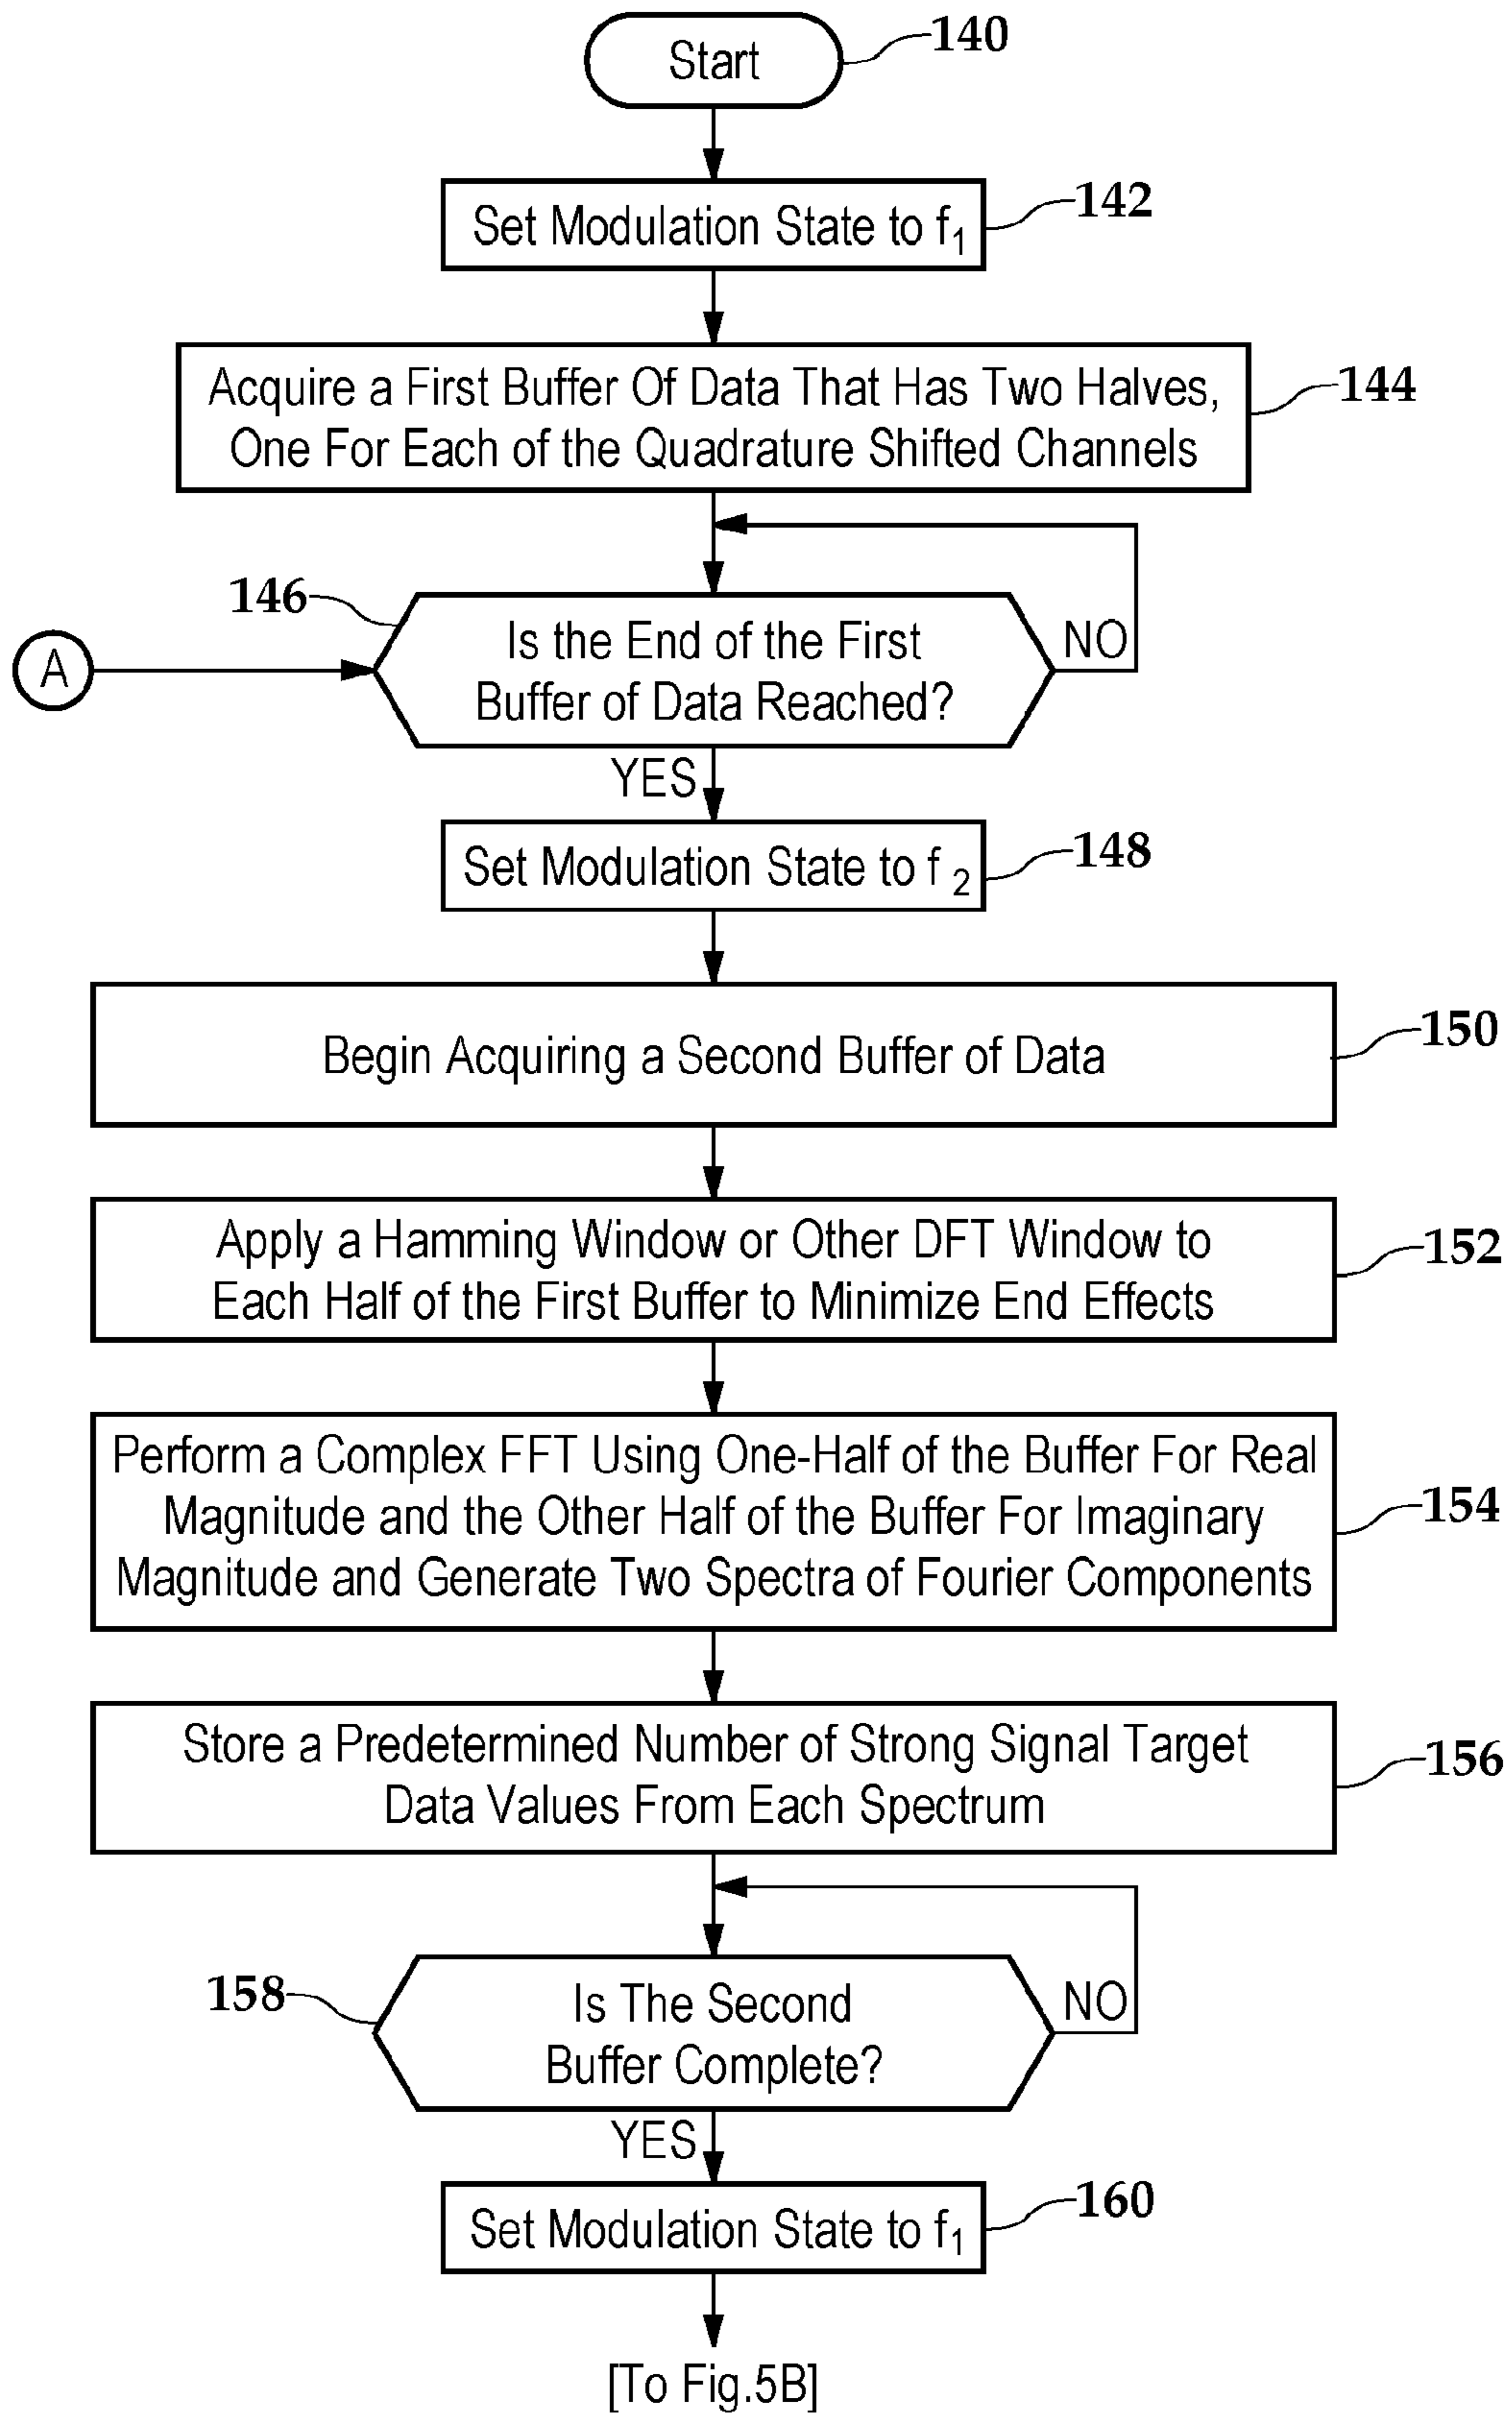 Start
140
Set Modulation State to f1
142
Acquire a First Buffer Of Data That Has Two Halves,
One For Each of the Quadrature Shifted Channels
144
146
A
Is the End of the First
Buffer of Data Reached?
NO
YES
Set Modulation State to f 2
148
Begin Acquiring a Second Buffer of Data
150
Apply a Hamming Window or Other DFT Window to
Each Half of the First Buffer to Minimize End Effects
152
Perform a Complex FFT Using One-Half of the Buffer For Real
Magnitude and the Other Half of the Buffer For Imaginary
Magnitude and Generate Two Spectra of Fourier Components
154
Store a Predetermined Number of Strong Signal Target
Data Values From Each Spectrum
156
158
Is The Second
Buffer Complete?
NO
YES
Set Modulation State to f1
160
[To Fig.5B]